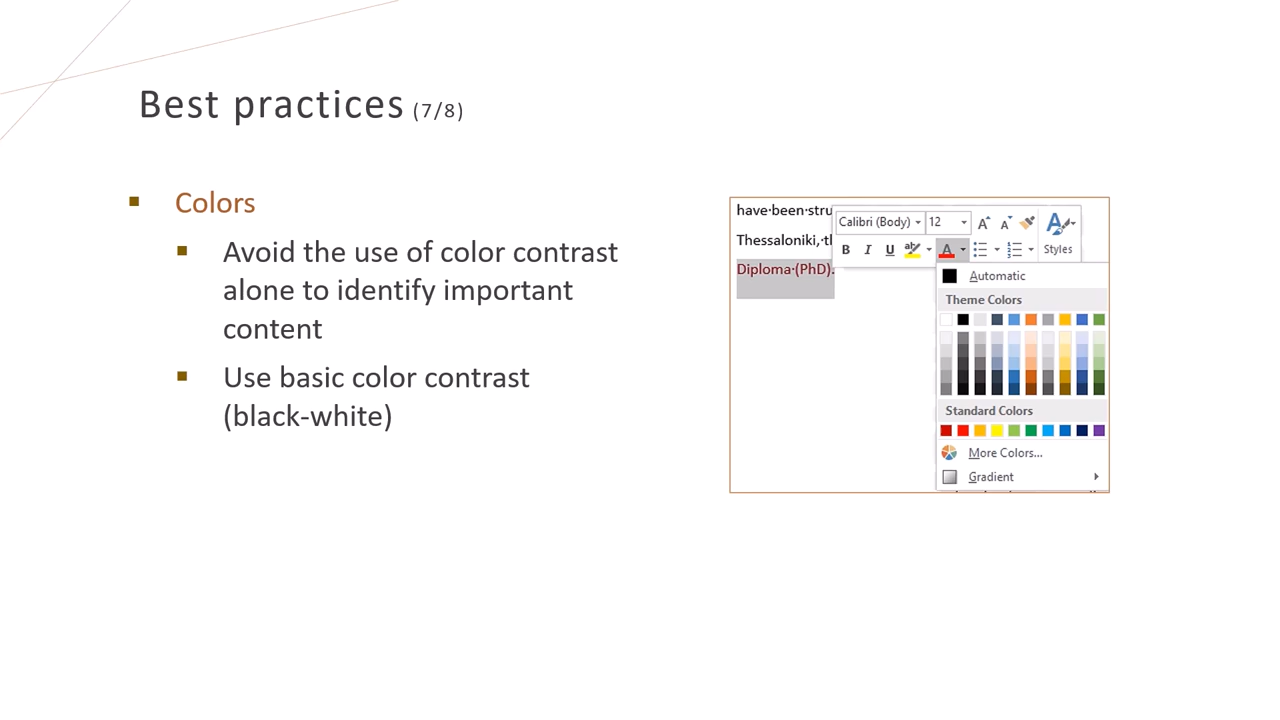 Best practices (7/8)
Colors
Avoid the use of color contrast
alone to identify important
content
Use basic color contrast
(black-white)
have·been·stru
Thessaloniki,·th
Diploma·(PhD).
Calibri (Body) 12 A A A
B I U aby A Styles
Automatic
Theme Colors
Standard Colors
More Colors...
Gradient